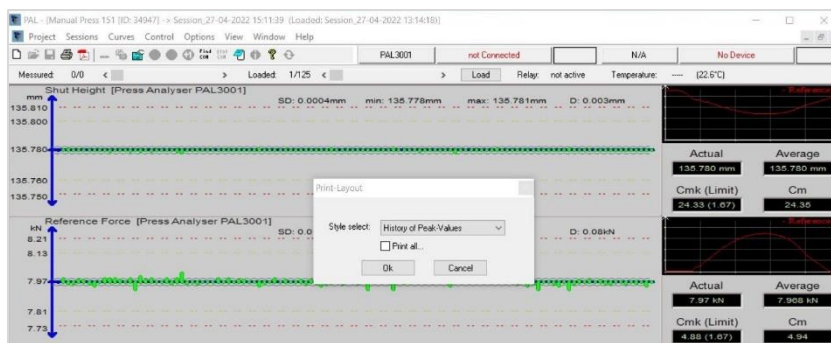 PAL - [Manual Press 151 [ID: 34947] -> Session_27-04-2022 15:11:39 (Loaded: Session_27-04-2022 13:14:18)]
Project Sessions Curves Control Options View Window Help
PAL3001 not Connected N/A No Device
Messured: 0/0 < > Loaded: 1/125 < > Load Relay: not active Temperature: ----- (22.6°C)
Shut Height [Press Analyser PAL3001]
mm SD: 0.0004mm min: 135.778mm max: 135.781mm D: 0.003mm
135.810
135.800
135.780
135.760
135.750
Actual Average
135.780 mm 135.780 mm
Cmk (Limit) Cm
24.33 (1.67) 24.35
Print-Layout
Style select: History of Peak-Values
Print all...
Ok Cancel
Reference Force [Press Analyser PAL3001]
kN SD: 0.0 D: 0.08kN
8.21
8.13
7.97
7.81
7.73
Actual Average
7.97 kN 7.968 kN
Cmk (Limit) Cm
4.88 (1.67) 4.94